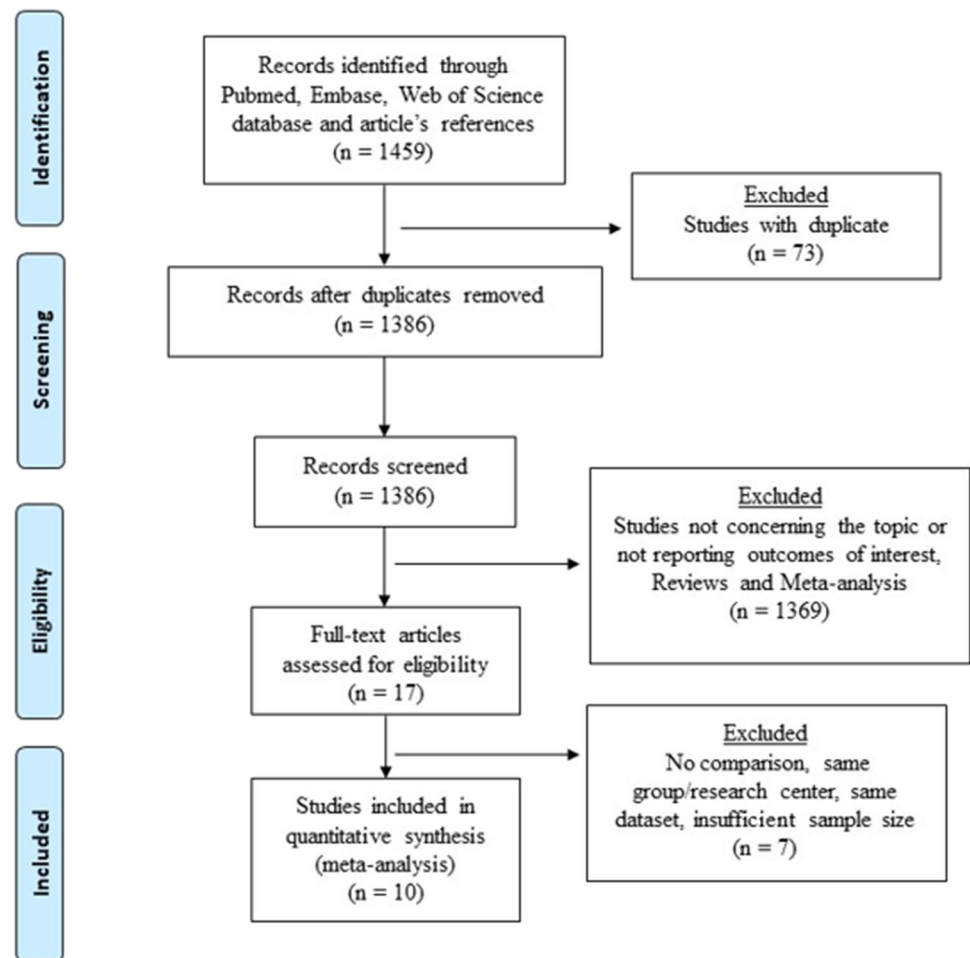 Identification
Records identified through
Pubmed, Embase, Web of Science
database and article's references
(n = 1459)
Excluded
Studies with duplicate
(n = 73)
Screening
Records after duplicates removed
(n = 1386)
Records screened
(n = 1386)
Excluded
Studies not concerning the topic or
not reporting outcomes of interest,
Reviews and Meta-analysis
(n = 1369)
Eligibility
Full-text articles
assessed for eligibility
(n = 17)
Excluded
No comparison, same
group/research center, same
dataset, insufficient sample size
(n = 7)
Included
Studies included in
quantitative synthesis
(meta-analysis)
(n = 10)